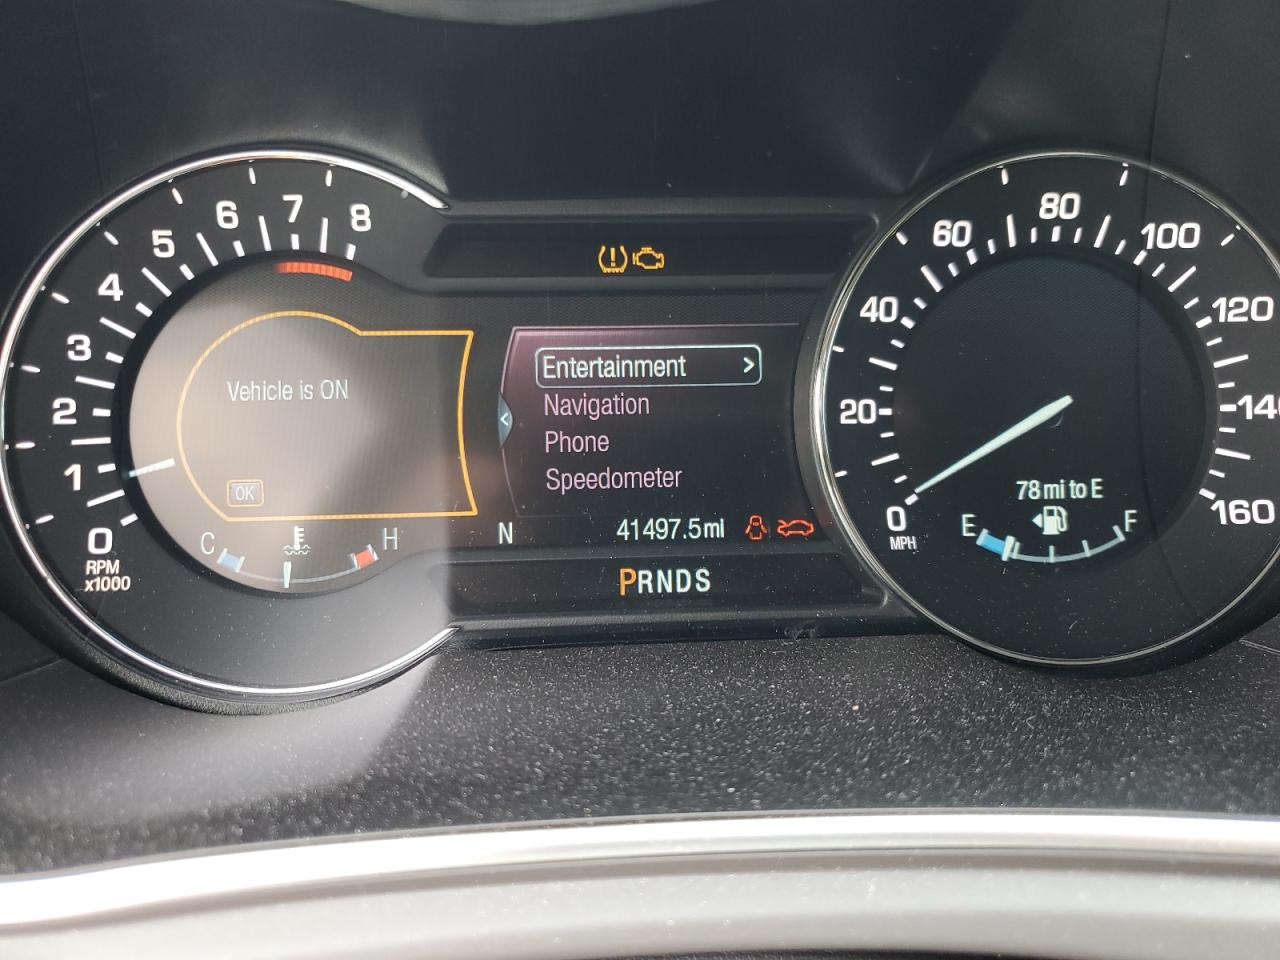 0
1
2
3
4
5
6
7
8
RPM
x1000
Vehicle is ON
OK
C
H
Entertainment >
Navigation
Phone
Speedometer
N
41497.5mi
PRNDS
0
20
40
60
80
100
120
140
160
MPH
78 mi to E
E
F